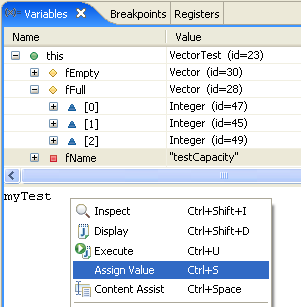 Variables Breakpoints Registers
Name Value
this VectorTest (id=23)
fEmpty Vector (id=30)
fFull Vector (id=28)
[0] Integer (id=47)
[1] Integer (id=45)
[2] Integer (id=49)
fName "testCapacity"
myTest
Inspect Ctrl+Shift+I
Display Ctrl+Shift+D
Execute Ctrl+U
Assign Value Ctrl+S
Content Assist Ctrl+Space